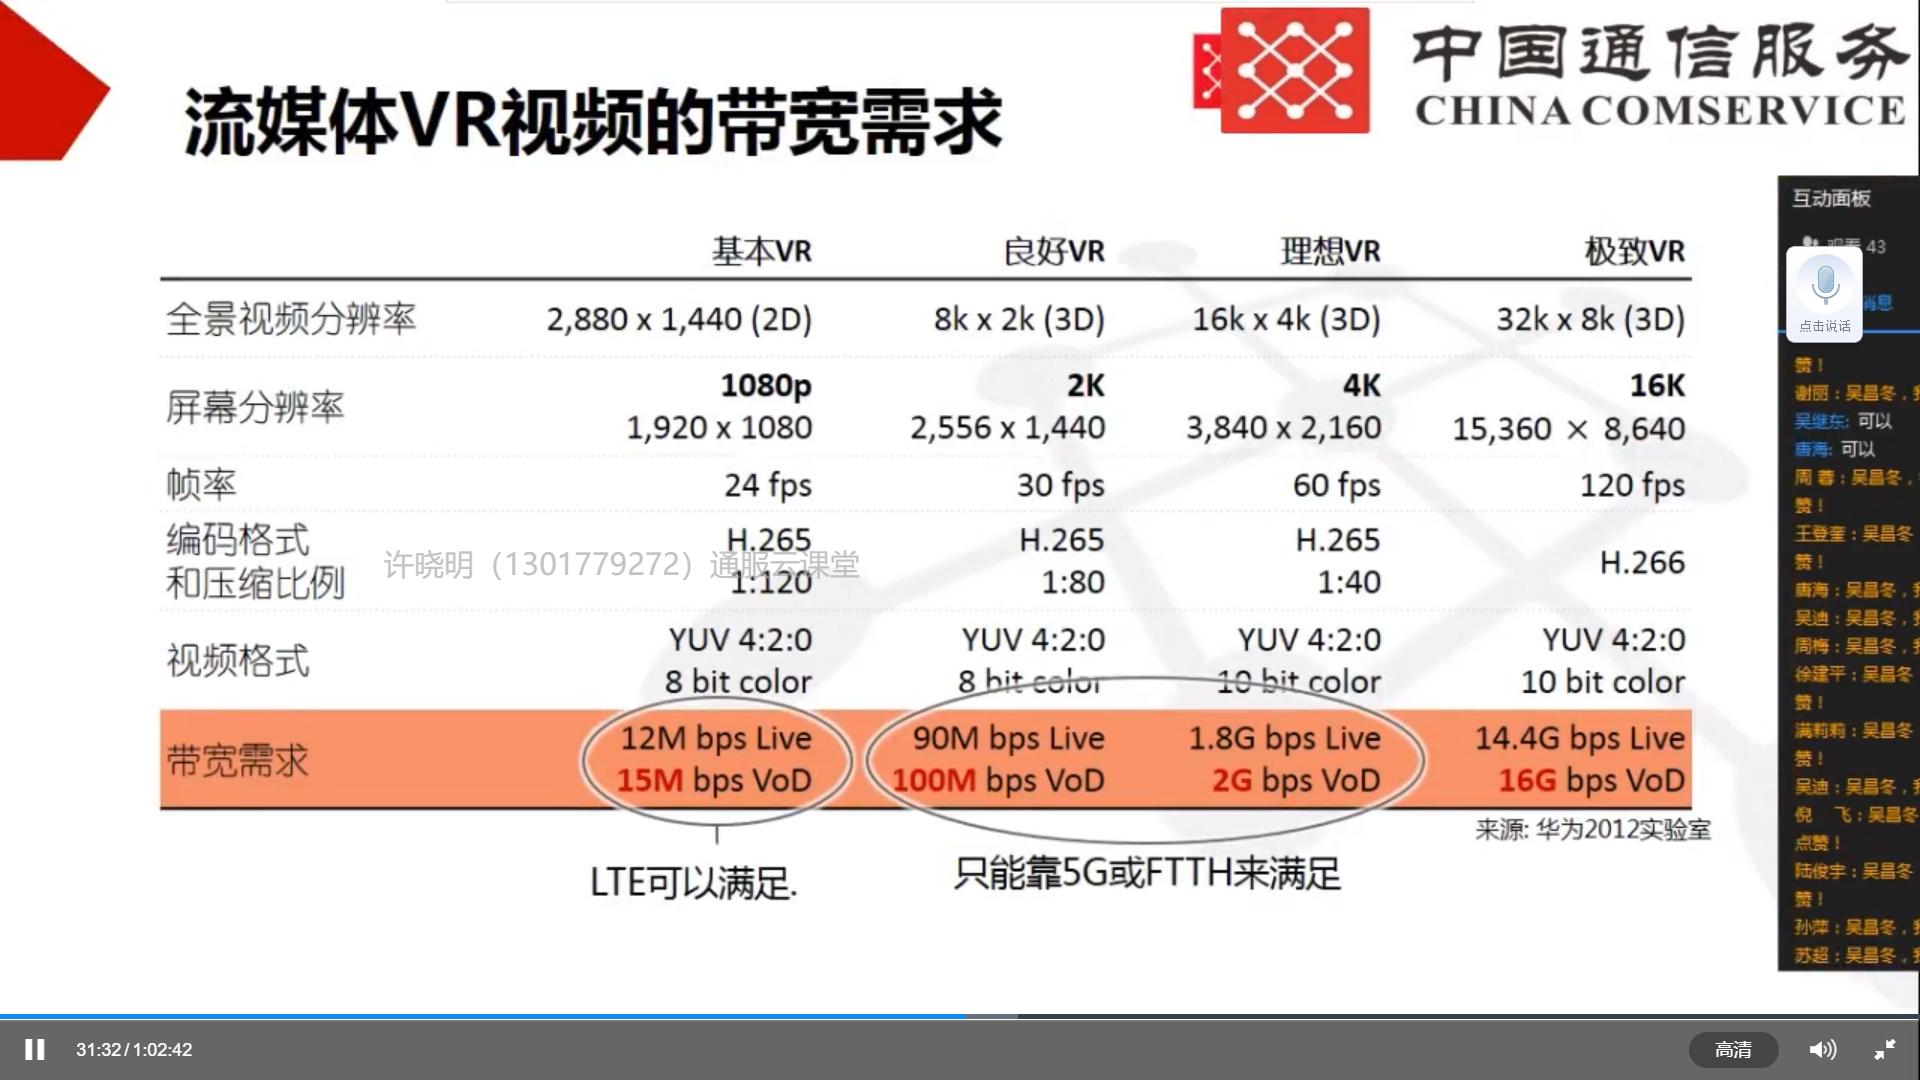 中国通信服务
CHINA COMSERVICE
流媒体VR视频的带宽需求
基本VR 良好VR 理想VR 极致VR
全景视频分辨率 2,880 x 1,440 (2D) 8k x 2k (3D) 16k x 4k (3D) 32k x 8k (3D)
屏幕分辨率 1080p 2K 4K 16K
1,920 x 1080 2,556 x 1,440 3,840 x 2,160 15,360 × 8,640
帧率 24 fps 30 fps 60 fps 120 fps
编码格式 H.265 H.265 H.265 H.266
和压缩比例 1:120 1:80 1:40
许晓明（1301779272）通服云课堂
视频格式 YUV 4:2:0 YUV 4:2:0 YUV 4:2:0 YUV 4:2:0
8 bit color 8 bit color 10 bit color 10 bit color
带宽需求 12M bps Live 90M bps Live 1.8G bps Live 14.4G bps Live
15M bps VoD 100M bps VoD 2G bps VoD 16G bps VoD
来源: 华为2012实验室
LTE可以满足.
只能靠5G或FTTH来满足
互动面板
观看 43
消息
点击说话
赞！
谢丽：吴昌冬，
吴继东: 可以
唐海: 可以
周 蓉：吴昌冬，
赞！
王登奎：吴昌冬
赞！
唐海：吴昌冬，
吴迪：吴昌冬，
周梅：吴昌冬，
徐建平：吴昌冬
赞！
满莉莉：吴昌冬
赞！
吴迪：吴昌冬，
倪 飞：吴昌冬
点赞！
陆俊宇：吴昌冬
赞！
孙萍：吴昌冬，
苏超：吴昌冬，
31:32/1:02:42
高清